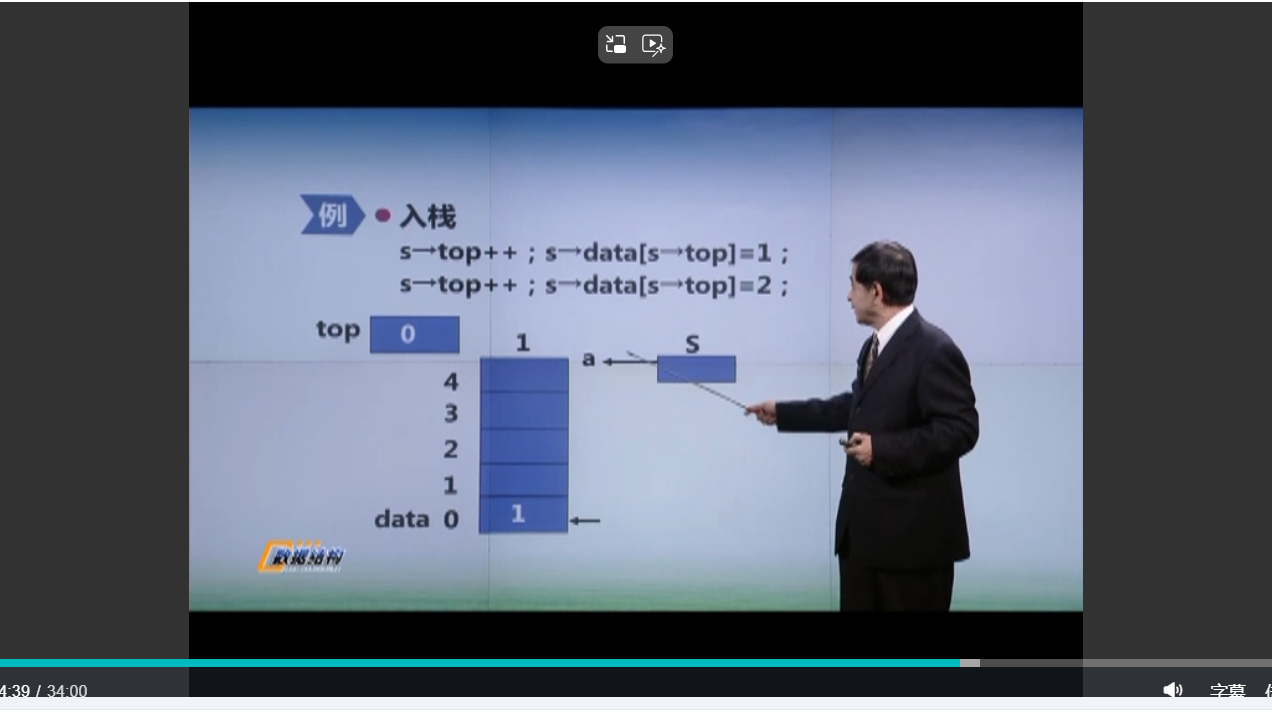 例 • 入栈
s→top++ ; s→data[s→top]=1 ;
s→top++ ; s→data[s→top]=2 ;
top 0
1
S
a
4
3
2
1
data 0 1
数据结构
4:39 / 34:00
字幕